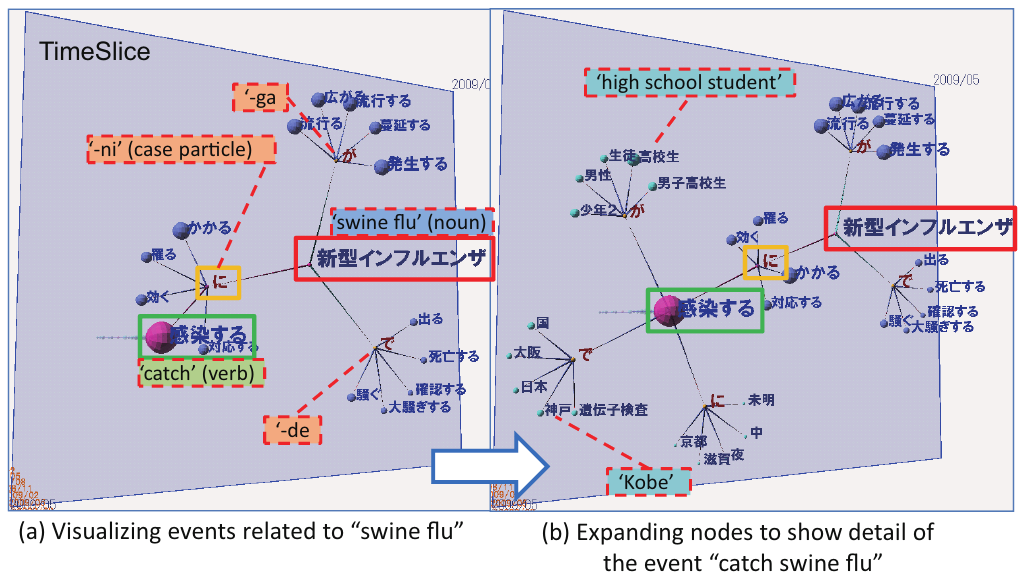 TimeSlice
2009/0
'-ga
広がる
流行する
流行る
蔓延する
が
発生する
'-ni' (case particle)
'swine flu' (noun)
かかる
新型インフルエンザ
罹る
に
効く
感染する
対応する
'catch' (verb)
出る
で
死亡する
確認する
騒ぐ
大騒ぎする
'-de
2009/05
(a) Visualizing events related to "swine flu"
2009/05
'high school student'
広がる
流行する
流行る
蔓延する
が
発生する
生徒
高校生
男性
男子高校生
少年2
が
罹る
新型インフルエンザ
効く
に
かかる
出る
感染する
対応する
で
死亡する
確認する
騒ぐ
大騒ぎする
国
大阪
で
日本
神戸
遺伝子検査
に
未明
中
京都
夜
滋賀
'Kobe'
2009/05
(b) Expanding nodes to show detail of
the event "catch swine flu"